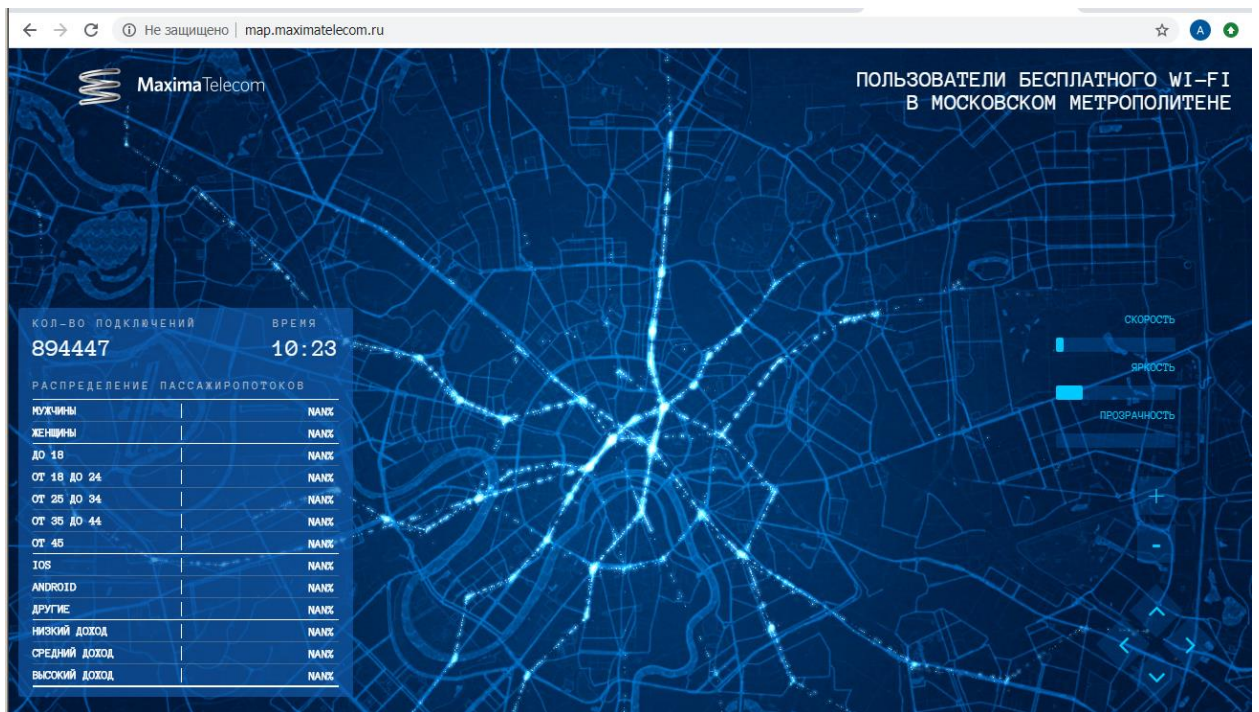 Не защищено | map.maximatelecom.ru
A
MaximaTelecom
ПОЛЬЗОВАТЕЛИ БЕСПЛАТНОГО WI-FI
В МОСКОВСКОМ МЕТРОПОЛИТЕНЕ
КОЛ-ВО ПОДКЛЮЧЕНИЙ ВРЕМЯ
894447 10:23
РАСПРЕДЕЛЕНИЕ ПАССАЖИРОПОТОКОВ
МУЖЧИНЫ NAN%
ЖЕНЩИНЫ NAN%
ДО 18 NAN%
ОТ 18 ДО 24 NAN%
ОТ 25 ДО 34 NAN%
ОТ 35 ДО 44 NAN%
ОТ 45 NAN%
IOS NAN%
ANDROID NAN%
ДРУГИЕ NAN%
НИЗКИЙ ДОХОД NAN%
СРЕДНИЙ ДОХОД NAN%
ВЫСОКИЙ ДОХОД NAN%
СКОРОСТЬ
ЯРКОСТЬ
ПРОЗРАЧНОСТЬ
+
-